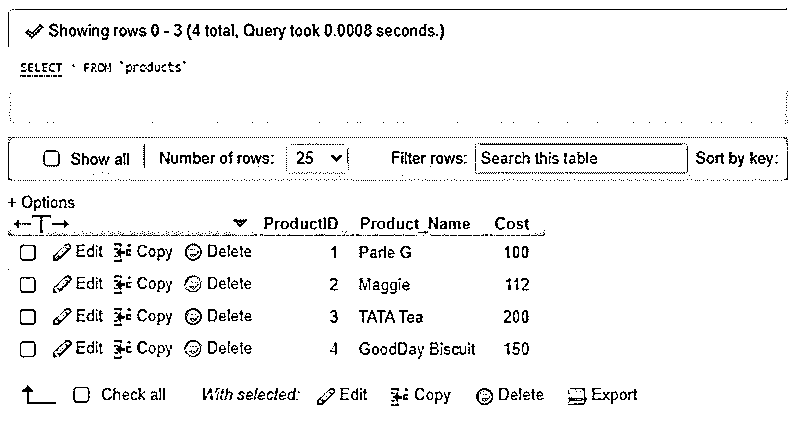 Showing rows 0 - 3 (4 total, Query took 0.0008 seconds.)
SELECT * FROM `products`
Show all Number of rows: 25 Filter rows: Search this table Sort by key:
+ Options
←T→ ProductID Product_Name Cost
Edit Copy Delete 1 Parle G 100
Edit Copy Delete 2 Maggie 112
Edit Copy Delete 3 TATA Tea 200
Edit Copy Delete 4 GoodDay Biscuit 150
Check all With selected: Edit Copy Delete Export